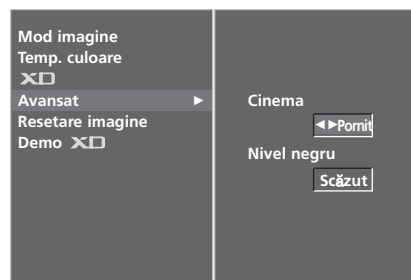 Mod imagine
Temp. culoare
XD
Avansat ►
Resetare imagine
Demo XD
Cinema
◄►Pornit
Nivel negru
Scăzut